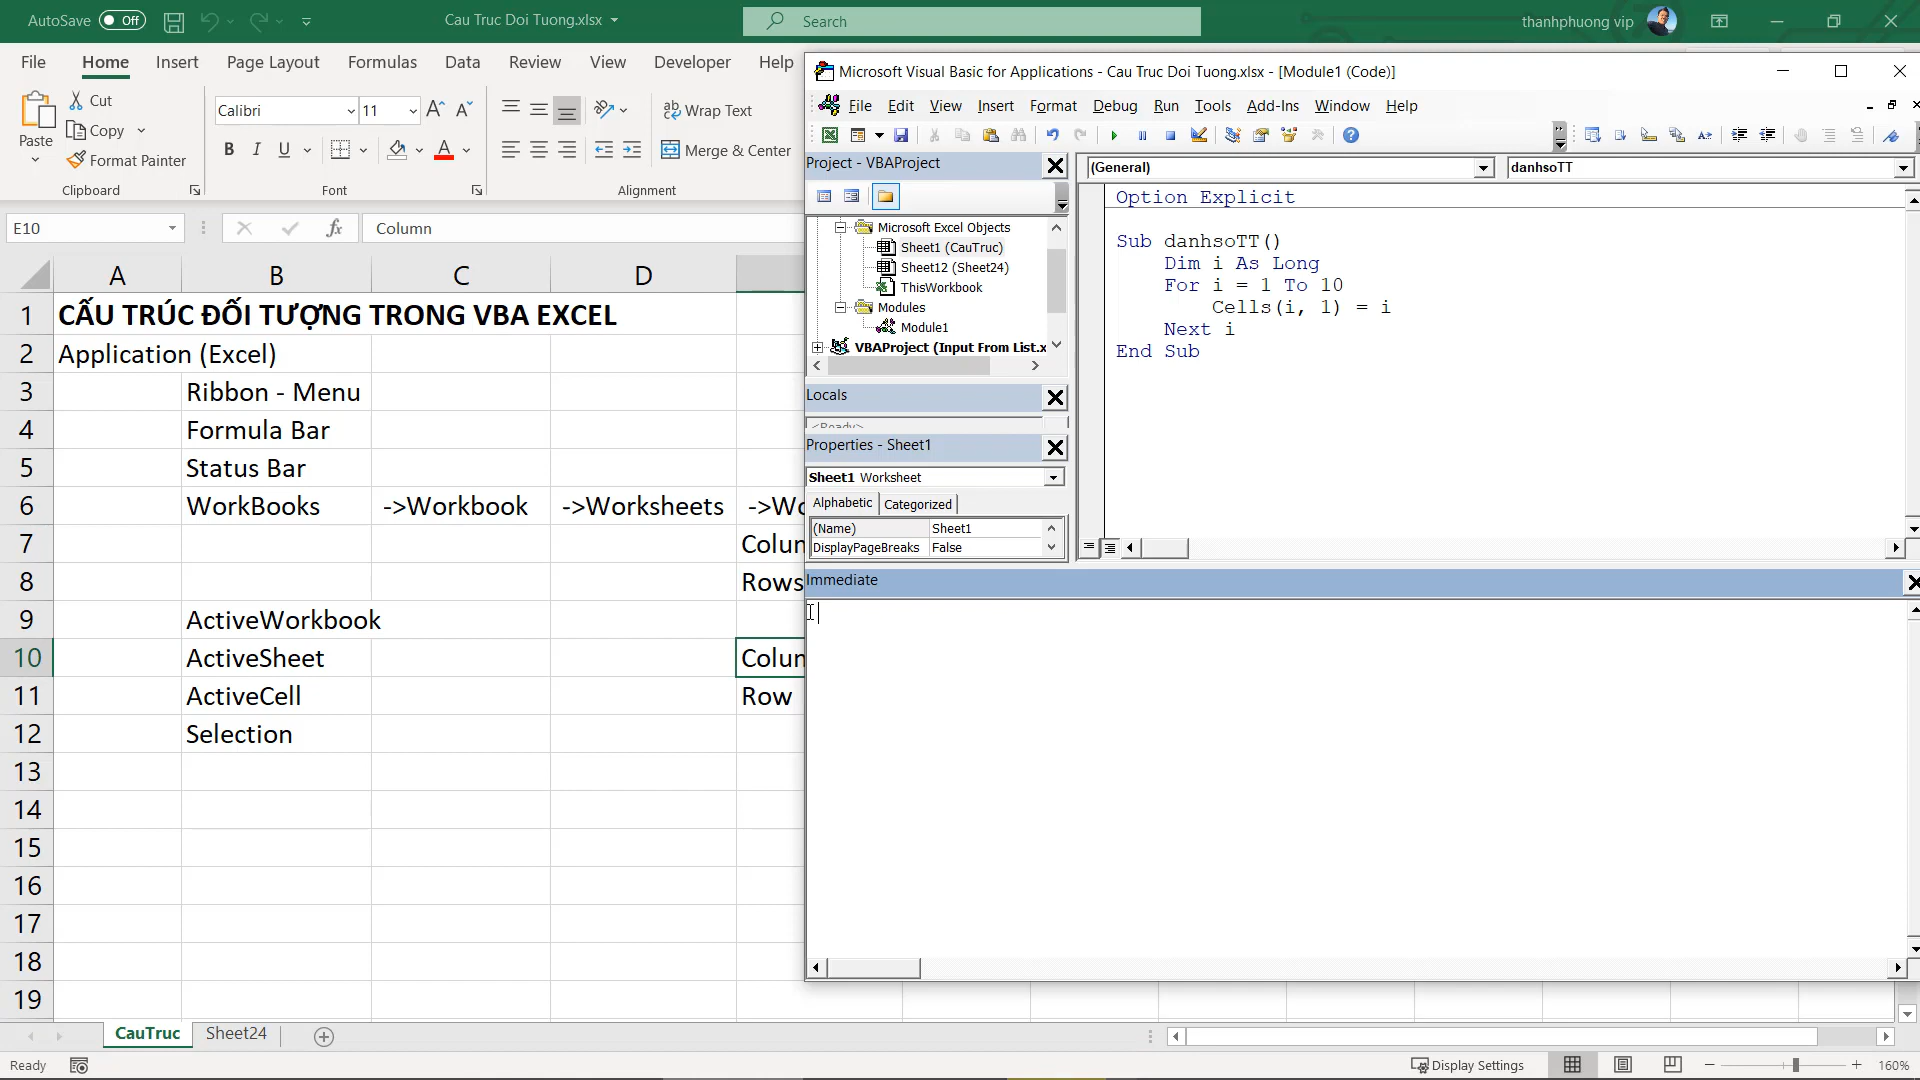 AutoSave Off
Cau Truc Doi Tuong.xlsx
Search
thanhphuong vip
File Home Insert Page Layout Formulas Data Review View Developer Help
Paste
Cut
Copy
Format Painter
Clipboard
Calibri 11
B I U
A
Font
Wrap Text
Merge & Center
Alignment
E10
fx
Column
A B C D
1 CẤU TRÚC ĐỐI TƯỢNG TRONG VBA EXCEL
2 Application (Excel)
3 Ribbon - Menu
4 Formula Bar
5 Status Bar
6 WorkBooks ->Workbook ->Worksheets
7
8 Rows
9 ActiveWorkbook
10 ActiveSheet
11 ActiveCell Row
12 Selection
13
14
15
16
17
18
19
CauTruc Sheet24
Ready
Display Settings
160%
Microsoft Visual Basic for Applications - Cau Truc Doi Tuong.xlsx - [Module1 (Code)]
File Edit View Insert Format Debug Run Tools Add-Ins Window Help
Project - VBAProject
Microsoft Excel Objects
Sheet1 (CauTruc)
Sheet12 (Sheet24)
ThisWorkbook
Modules
Module1
VBAProject (Input From List.x
Locals
<Ready>
Properties - Sheet1
Sheet1 Worksheet
Alphabetic Categorized
(Name) Sheet1
DisplayPageBreaks False
(General)
danhsoTT
Option Explicit
Sub danhsoTT()
Dim i As Long
For i = 1 To 10
Cells(i, 1) = i
Next i
End Sub
Immediate